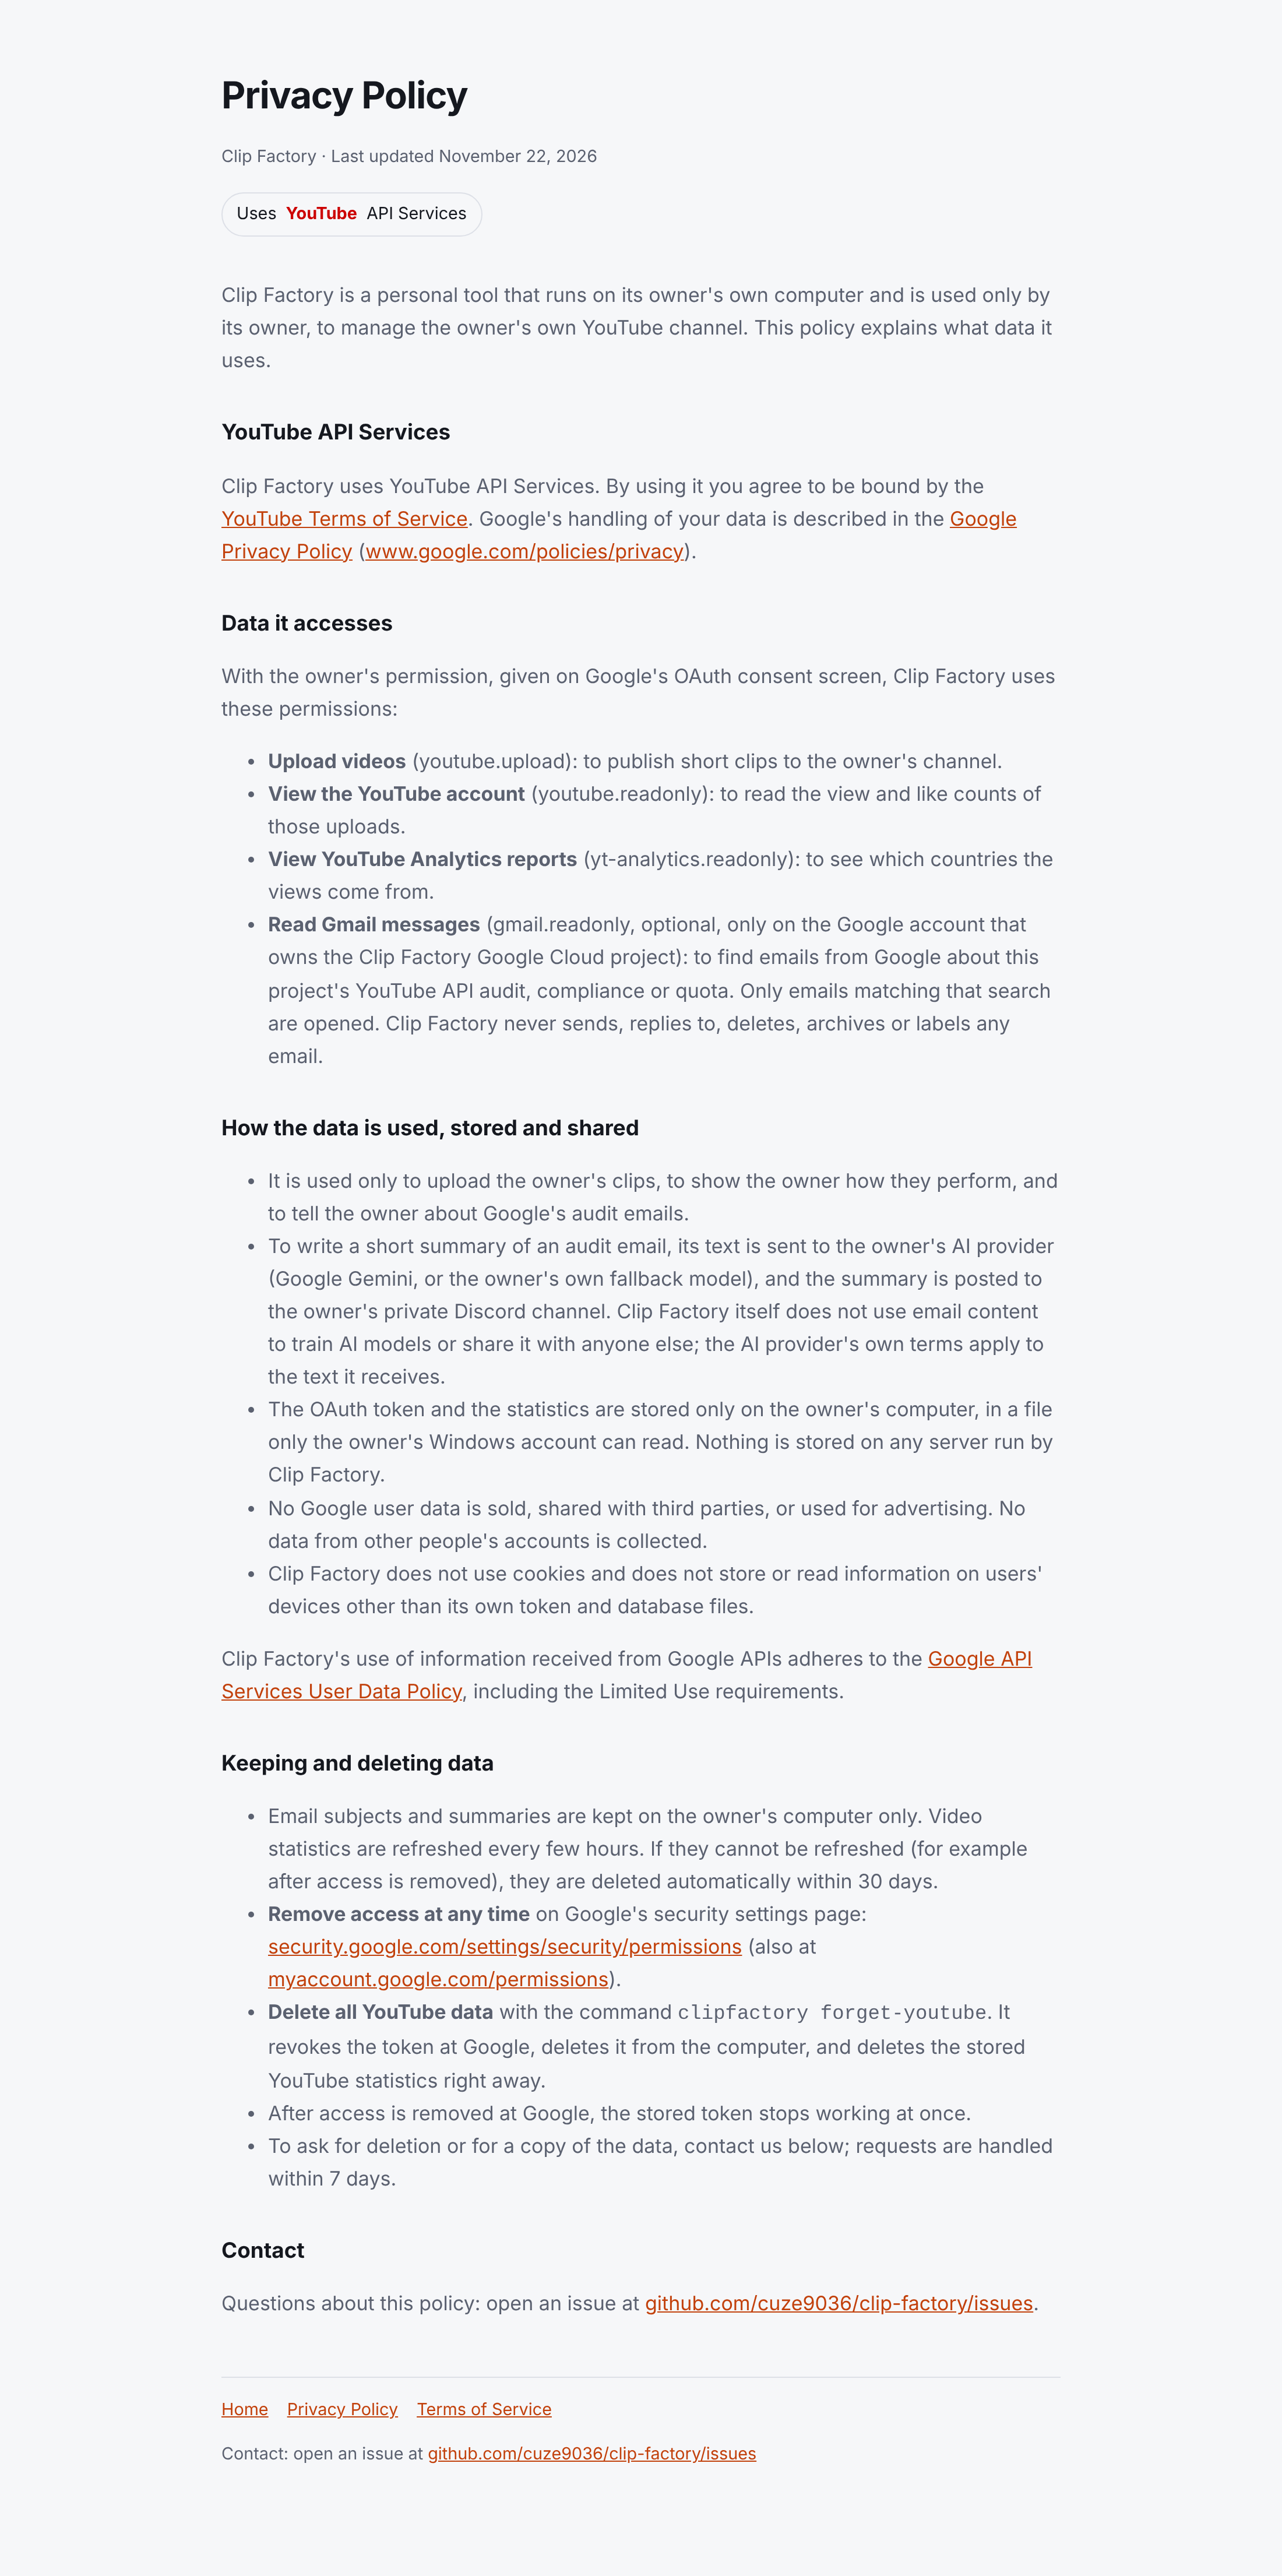 Privacy Policy
Clip Factory · Last updated November 22, 2026
Uses YouTube API Services
Clip Factory is a personal tool that runs on its owner's own computer and is used only by
its owner, to manage the owner's own YouTube channel. This policy explains what data it
uses.
YouTube API Services
Clip Factory uses YouTube API Services. By using it you agree to be bound by the
YouTube Terms of Service. Google's handling of your data is described in the Google
Privacy Policy (www.google.com/policies/privacy).
Data it accesses
With the owner's permission, given on Google's OAuth consent screen, Clip Factory uses
these permissions:
• Upload videos (youtube.upload): to publish short clips to the owner's channel.
• View the YouTube account (youtube.readonly): to read the view and like counts of
those uploads.
• View YouTube Analytics reports (yt-analytics.readonly): to see which countries the
views come from.
• Read Gmail messages (gmail.readonly, optional, only on the Google account that
owns the Clip Factory Google Cloud project): to find emails from Google about this
project's YouTube API audit, compliance or quota. Only emails matching that search
are opened. Clip Factory never sends, replies to, deletes, archives or labels any
email.
How the data is used, stored and shared
• It is used only to upload the owner's clips, to show the owner how they perform, and
to tell the owner about Google's audit emails.
• To write a short summary of an audit email, its text is sent to the owner's AI provider
(Google Gemini, or the owner's own fallback model), and the summary is posted to
the owner's private Discord channel. Clip Factory itself does not use email content
to train AI models or share it with anyone else; the AI provider's own terms apply to
the text it receives.
• The OAuth token and the statistics are stored only on the owner's computer, in a file
only the owner's Windows account can read. Nothing is stored on any server run by
Clip Factory.
• No Google user data is sold, shared with third parties, or used for advertising. No
data from other people's accounts is collected.
• Clip Factory does not use cookies and does not store or read information on users'
devices other than its own token and database files.
Clip Factory's use of information received from Google APIs adheres to the Google API
Services User Data Policy, including the Limited Use requirements.
Keeping and deleting data
• Email subjects and summaries are kept on the owner's computer only. Video
statistics are refreshed every few hours. If they cannot be refreshed (for example
after access is removed), they are deleted automatically within 30 days.
• Remove access at any time on Google's security settings page:
security.google.com/settings/security/permissions (also at
myaccount.google.com/permissions).
• Delete all YouTube data with the command clipfactory forget-youtube. It
revokes the token at Google, deletes it from the computer, and deletes the stored
YouTube statistics right away.
• After access is removed at Google, the stored token stops working at once.
• To ask for deletion or for a copy of the data, contact us below; requests are handled
within 7 days.
Contact
Questions about this policy: open an issue at github.com/cuze9036/clip-factory/issues.
Home Privacy Policy Terms of Service
Contact: open an issue at github.com/cuze9036/clip-factory/issues